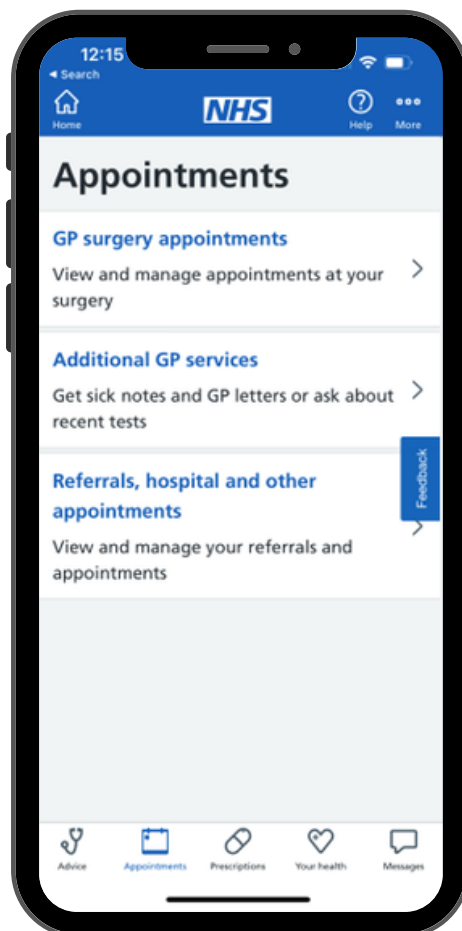 12:15
Search
NHS
Home
Help
More
Appointments
GP surgery appointments
View and manage appointments at your
surgery
Additional GP services
Get sick notes and GP letters or ask about
recent tests
Feedback
Referrals, hospital and other
appointments
View and manage your referrals and
appointments
Advice
Appointments
Prescriptions
Your health
Messages